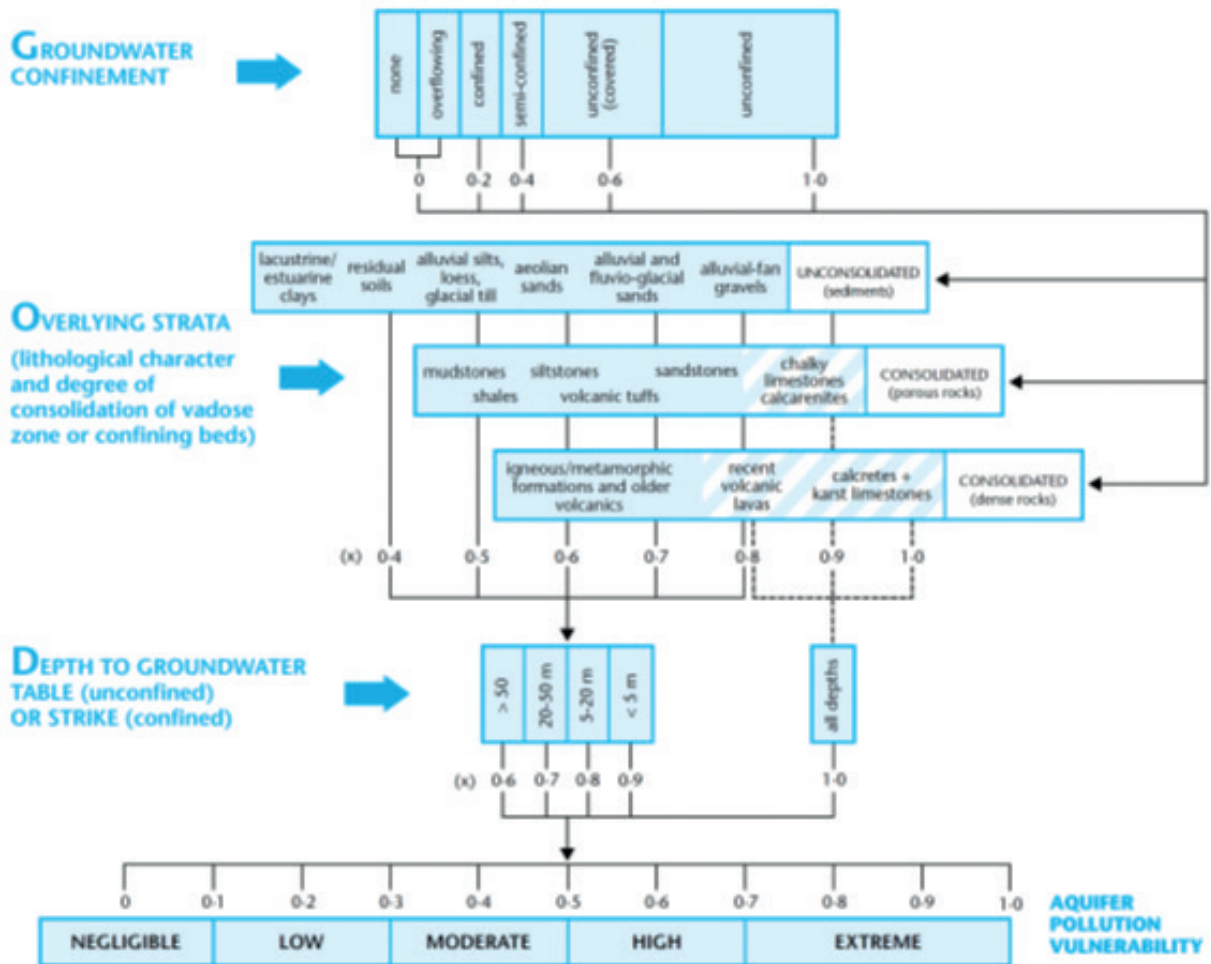 GROUNDWATER
CONFINEMENT
none
overflowing
confined
semi-confined
unconfined
(covered)
unconfined
0
0·2
0·4
0·6
1·0
lacustrine/
estuarine
clays
residual
soils
alluvial silts,
loess,
glacial till
aeolian
sands
alluvial and
fluvio-glacial
sands
alluvial-fan
gravels
UNCONSOLIDATED
(sediments)
OVERLYING STRATA
(lithological character
and degree of
consolidation of vadose
zone or confining beds)
mudstones
siltstones
sandstones
shales
volcanic tuffs
chalky
limestones
calcarenites
CONSOLIDATED
(porous rocks)
igneous/metamorphic
formations and older
volcanics
recent
volcanic
lavas
calcretes +
karst limestones
CONSOLIDATED
(dense rocks)
(x) 0·4 0·5 0·6 0·7 0·8 0·9 1·0
DEPTH TO GROUNDWATER
TABLE (unconfined)
OR STRIKE (confined)
> 50
20-50 m
5-20 m
< 5 m
all depths
(x) 0·6 0·7 0·8 0·9 1·0
0 0·1 0·2 0·3 0·4 0·5 0·6 0·7 0·8 0·9 1·0
NEGLIGIBLE LOW MODERATE HIGH EXTREME
AQUIFER
POLLUTION
VULNERABILITY